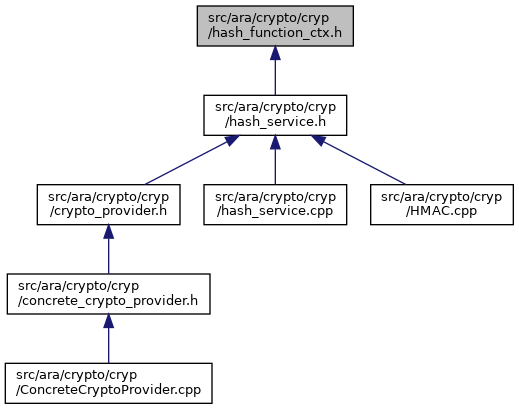 src/ara/crypto/cryp
/hash_function_ctx.h
src/ara/crypto/cryp
/hash_service.h
src/ara/crypto/cryp
/crypto_provider.h
src/ara/crypto/cryp
/hash_service.cpp
src/ara/crypto/cryp
/HMAC.cpp
src/ara/crypto/cryp
/concrete_crypto_provider.h
src/ara/crypto/cryp
/ConcreteCryptoProvider.cpp